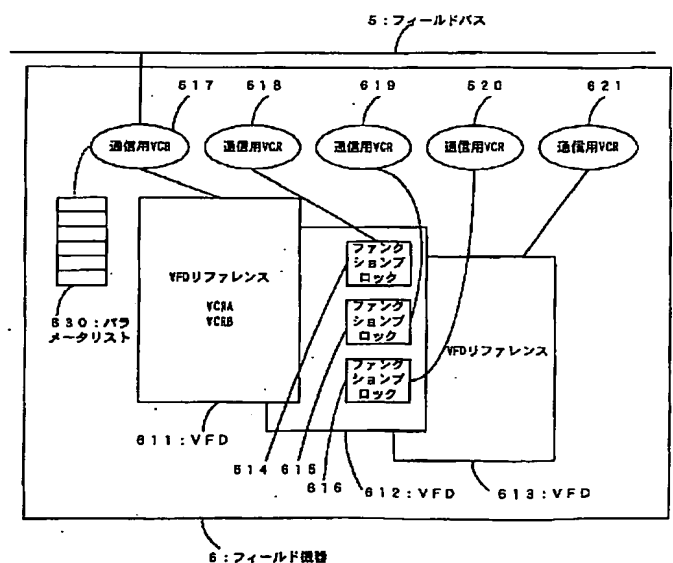 5：フィールドバス
617
618
619
620
621
通信用VCR
通信用VCR
通信用VCR
通信用VCR
通信用VCR
ファンク
ションブ
ロック
VFDリファレンス
VCRA
VCRB
ファンク
ションブ
ロック
VFDリファレンス
630：パラ
メータリスト
ファンク
ションブ
ロック
611：VFD
614
615
616
612：VFD
613：VFD
6：フィールド機器